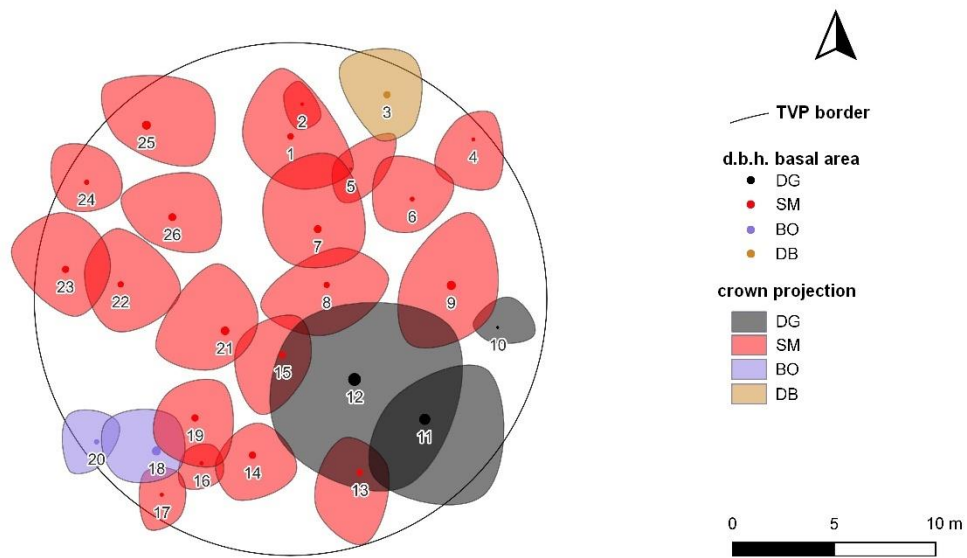 2
3
25
1
4
5
24
6
26
7
23
22
8
9
10
21
15
12
11
19
20
18
16
14
13
17
TVP border
d.b.h. basal area
DG
SM
BO
DB
crown projection
DG
SM
BO
DB
0 5 10 m